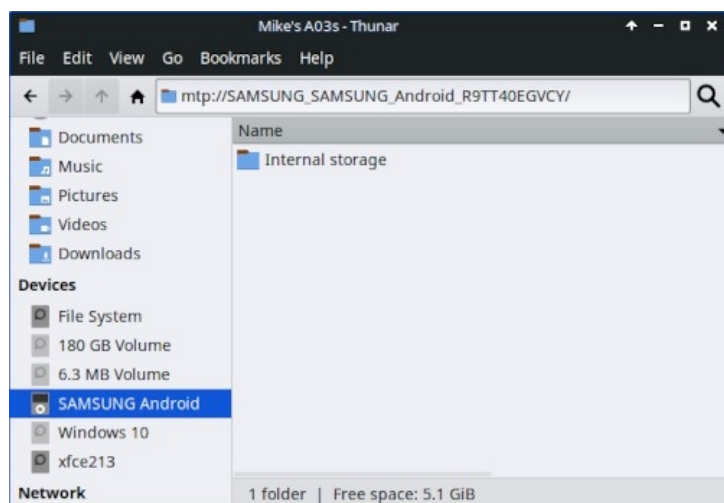 Mike's A03s - Thunar
File Edit View Go Bookmarks Help
mtp://SAMSUNG_SAMSUNG_Android_R9TT40EGVCY/
Documents
Music
Pictures
Videos
Downloads
Devices
File System
180 GB Volume
6.3 MB Volume
SAMSUNG Android
Windows 10
xfce213
Network
Name
Internal storage
1 folder | Free space: 5.1 GiB